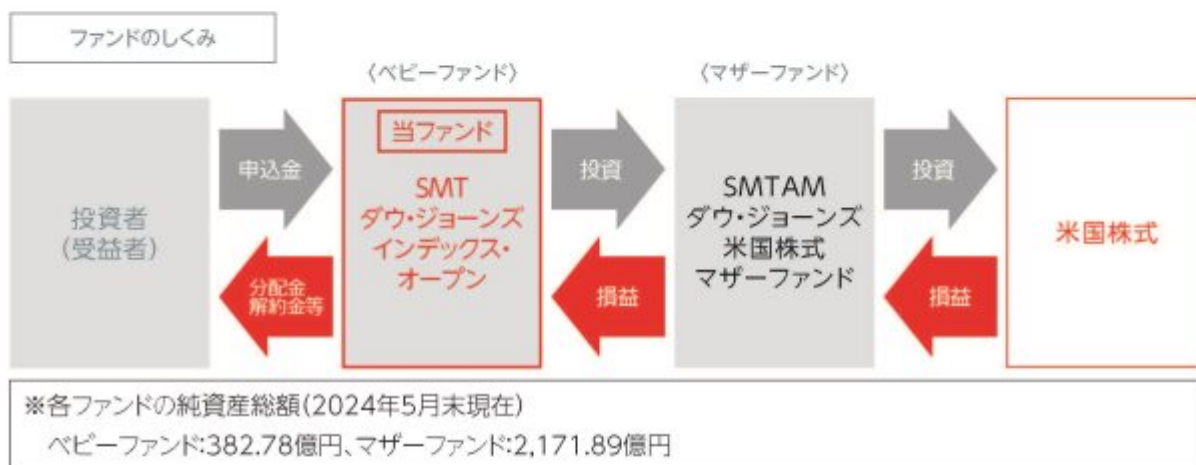 ファンドのしくみ
〈ベビーファンド〉
〈マザーファンド〉
投資者
(受益者)
申込金
分配金
解約金等
当ファンド
SMT
ダウ・ジョーンズ
インデックス・
オープン
投資
損益
SMTAM
ダウ・ジョーンズ
米国株式
マザーファンド
投資
損益
米国株式
※各ファンドの純資産総額(2024年5月末現在)
ベビーファンド:382.78億円、マザーファンド:2,171.89億円